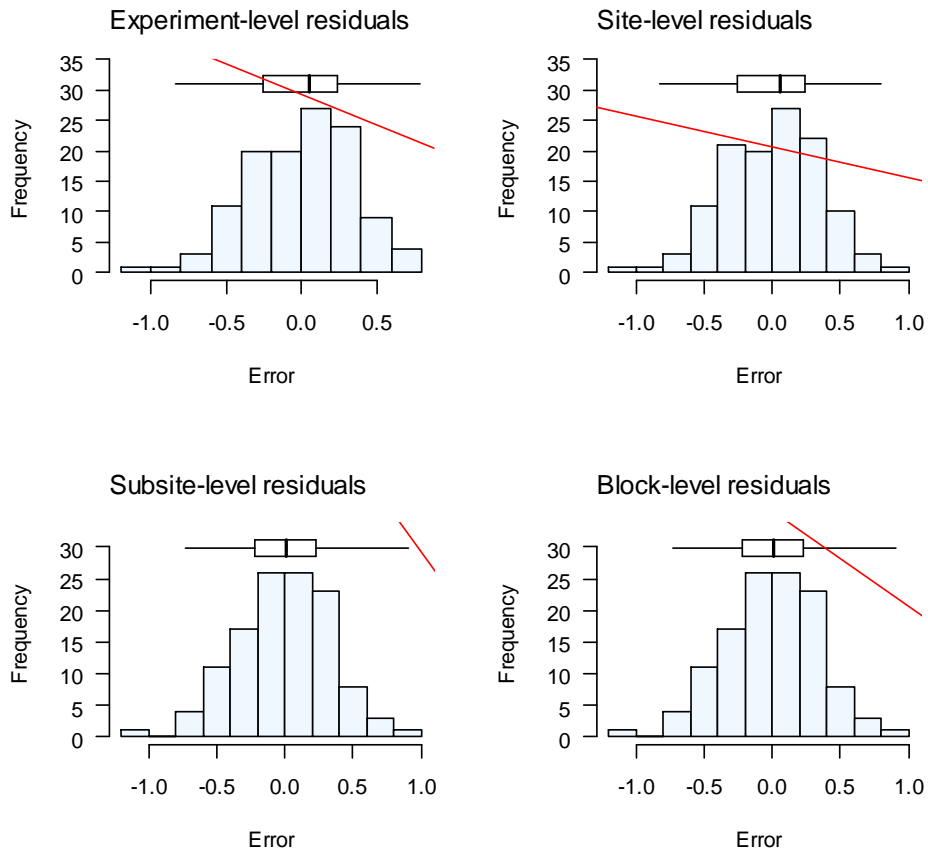 Experiment-level residuals
Frequency
35
30
25
20
15
10
5
0
-1.0 -0.5 0.0 0.5
Error
Site-level residuals
Frequency
35
30
25
20
15
10
5
0
-1.0 -0.5 0.0 0.5 1.0
Error
Subsite-level residuals
Frequency
30
25
20
15
10
5
0
-1.0 -0.5 0.0 0.5 1.0
Error
Block-level residuals
Frequency
30
25
20
15
10
5
0
-1.0 -0.5 0.0 0.5 1.0
Error